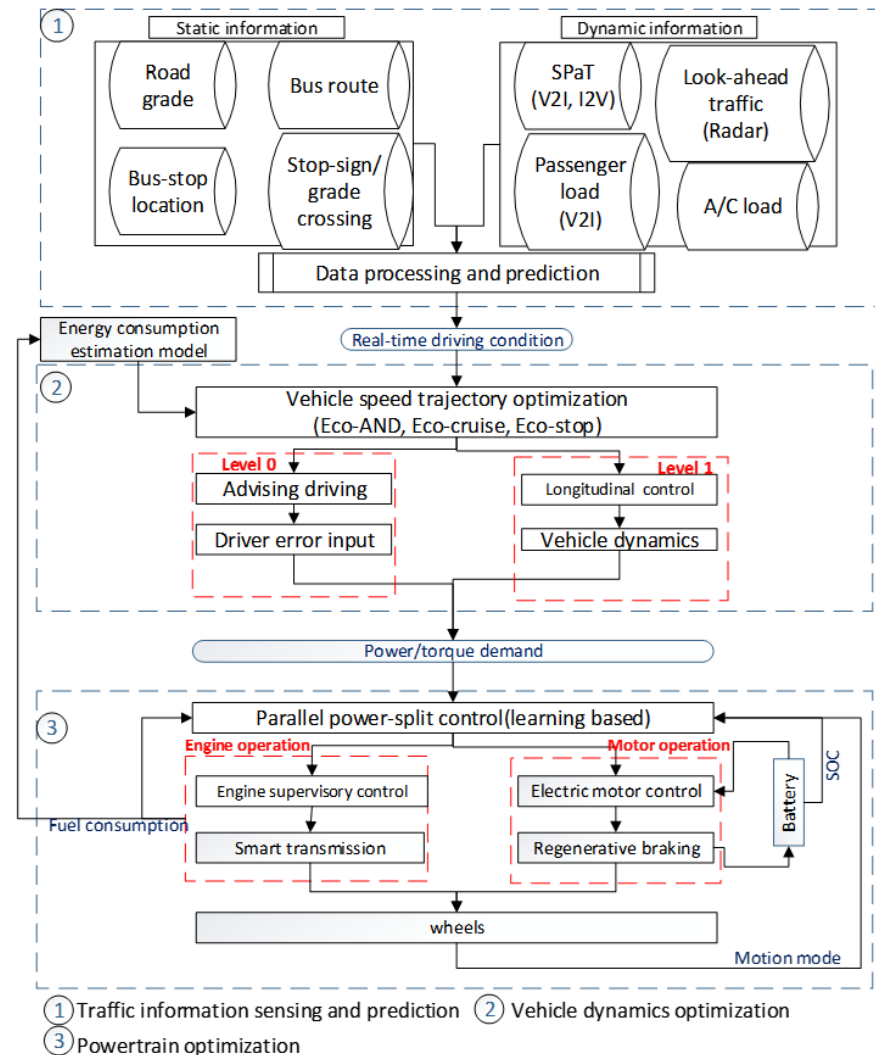 1
Static information
Dynamic information
Road
grade
Bus route
SPaT
(V2I, I2V)
Look-ahead
traffic
(Radar)
Bus-stop
location
Stop-sign/
grade
crossing
Passenger
load
(V2I)
A/C load
Data processing and prediction
Energy consumption
estimation model
Real-time driving condition
2
Vehicle speed trajectory optimization
(Eco-AND, Eco-cruise, Eco-stop)
Level 0
Level 1
Advising driving
Longitudinal control
Driver error input
Vehicle dynamics
Power/torque demand
3
Parallel power-split control(learning based)
Engine operation
Motor operation
Engine supervisory control
Electric motor control
Battery
SOC
Fuel consumption
Smart transmission
Regenerative braking
wheels
Motion mode
1 Traffic information sensing and prediction 2 Vehicle dynamics optimization
3 Powertrain optimization